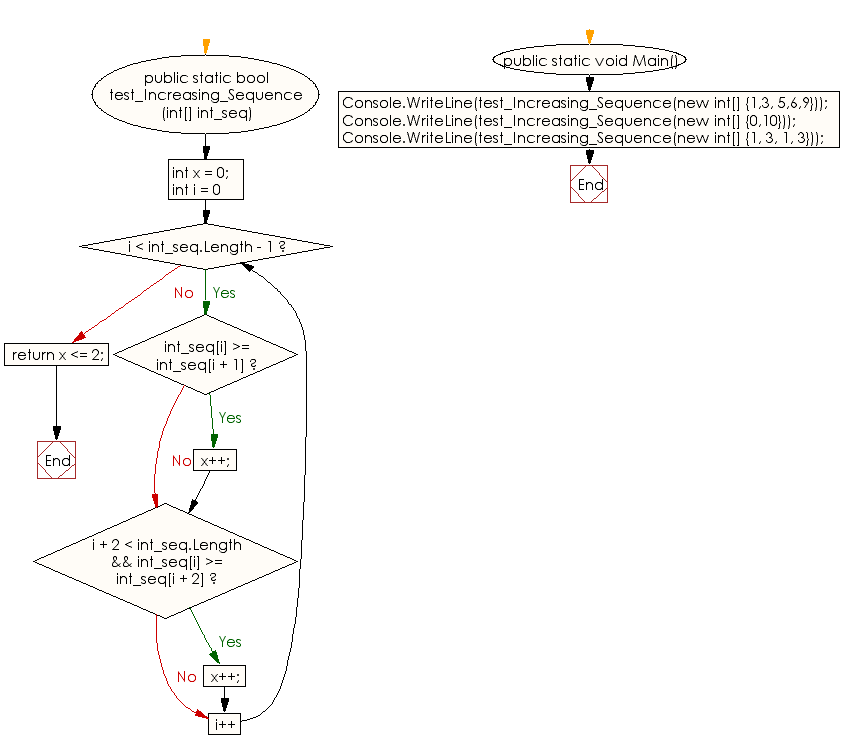 public static bool
test_Increasing_Sequence
(int[] int_seq)
int x = 0;
int i = 0
i < int_seq.Length - 1 ?
No
Yes
return x <= 2;
int_seq[i] >=
int_seq[i + 1] ?
End
Yes
No
x++;
i + 2 < int_seq.Length
&& int_seq[i] >=
int_seq[i + 2] ?
Yes
No
x++;
i++
public static void Main()
Console.WriteLine(test_Increasing_Sequence(new int[] {1,3, 5,6,9}));
Console.WriteLine(test_Increasing_Sequence(new int[] {0,10}));
Console.WriteLine(test_Increasing_Sequence(new int[] {1, 3, 1, 3}));
End